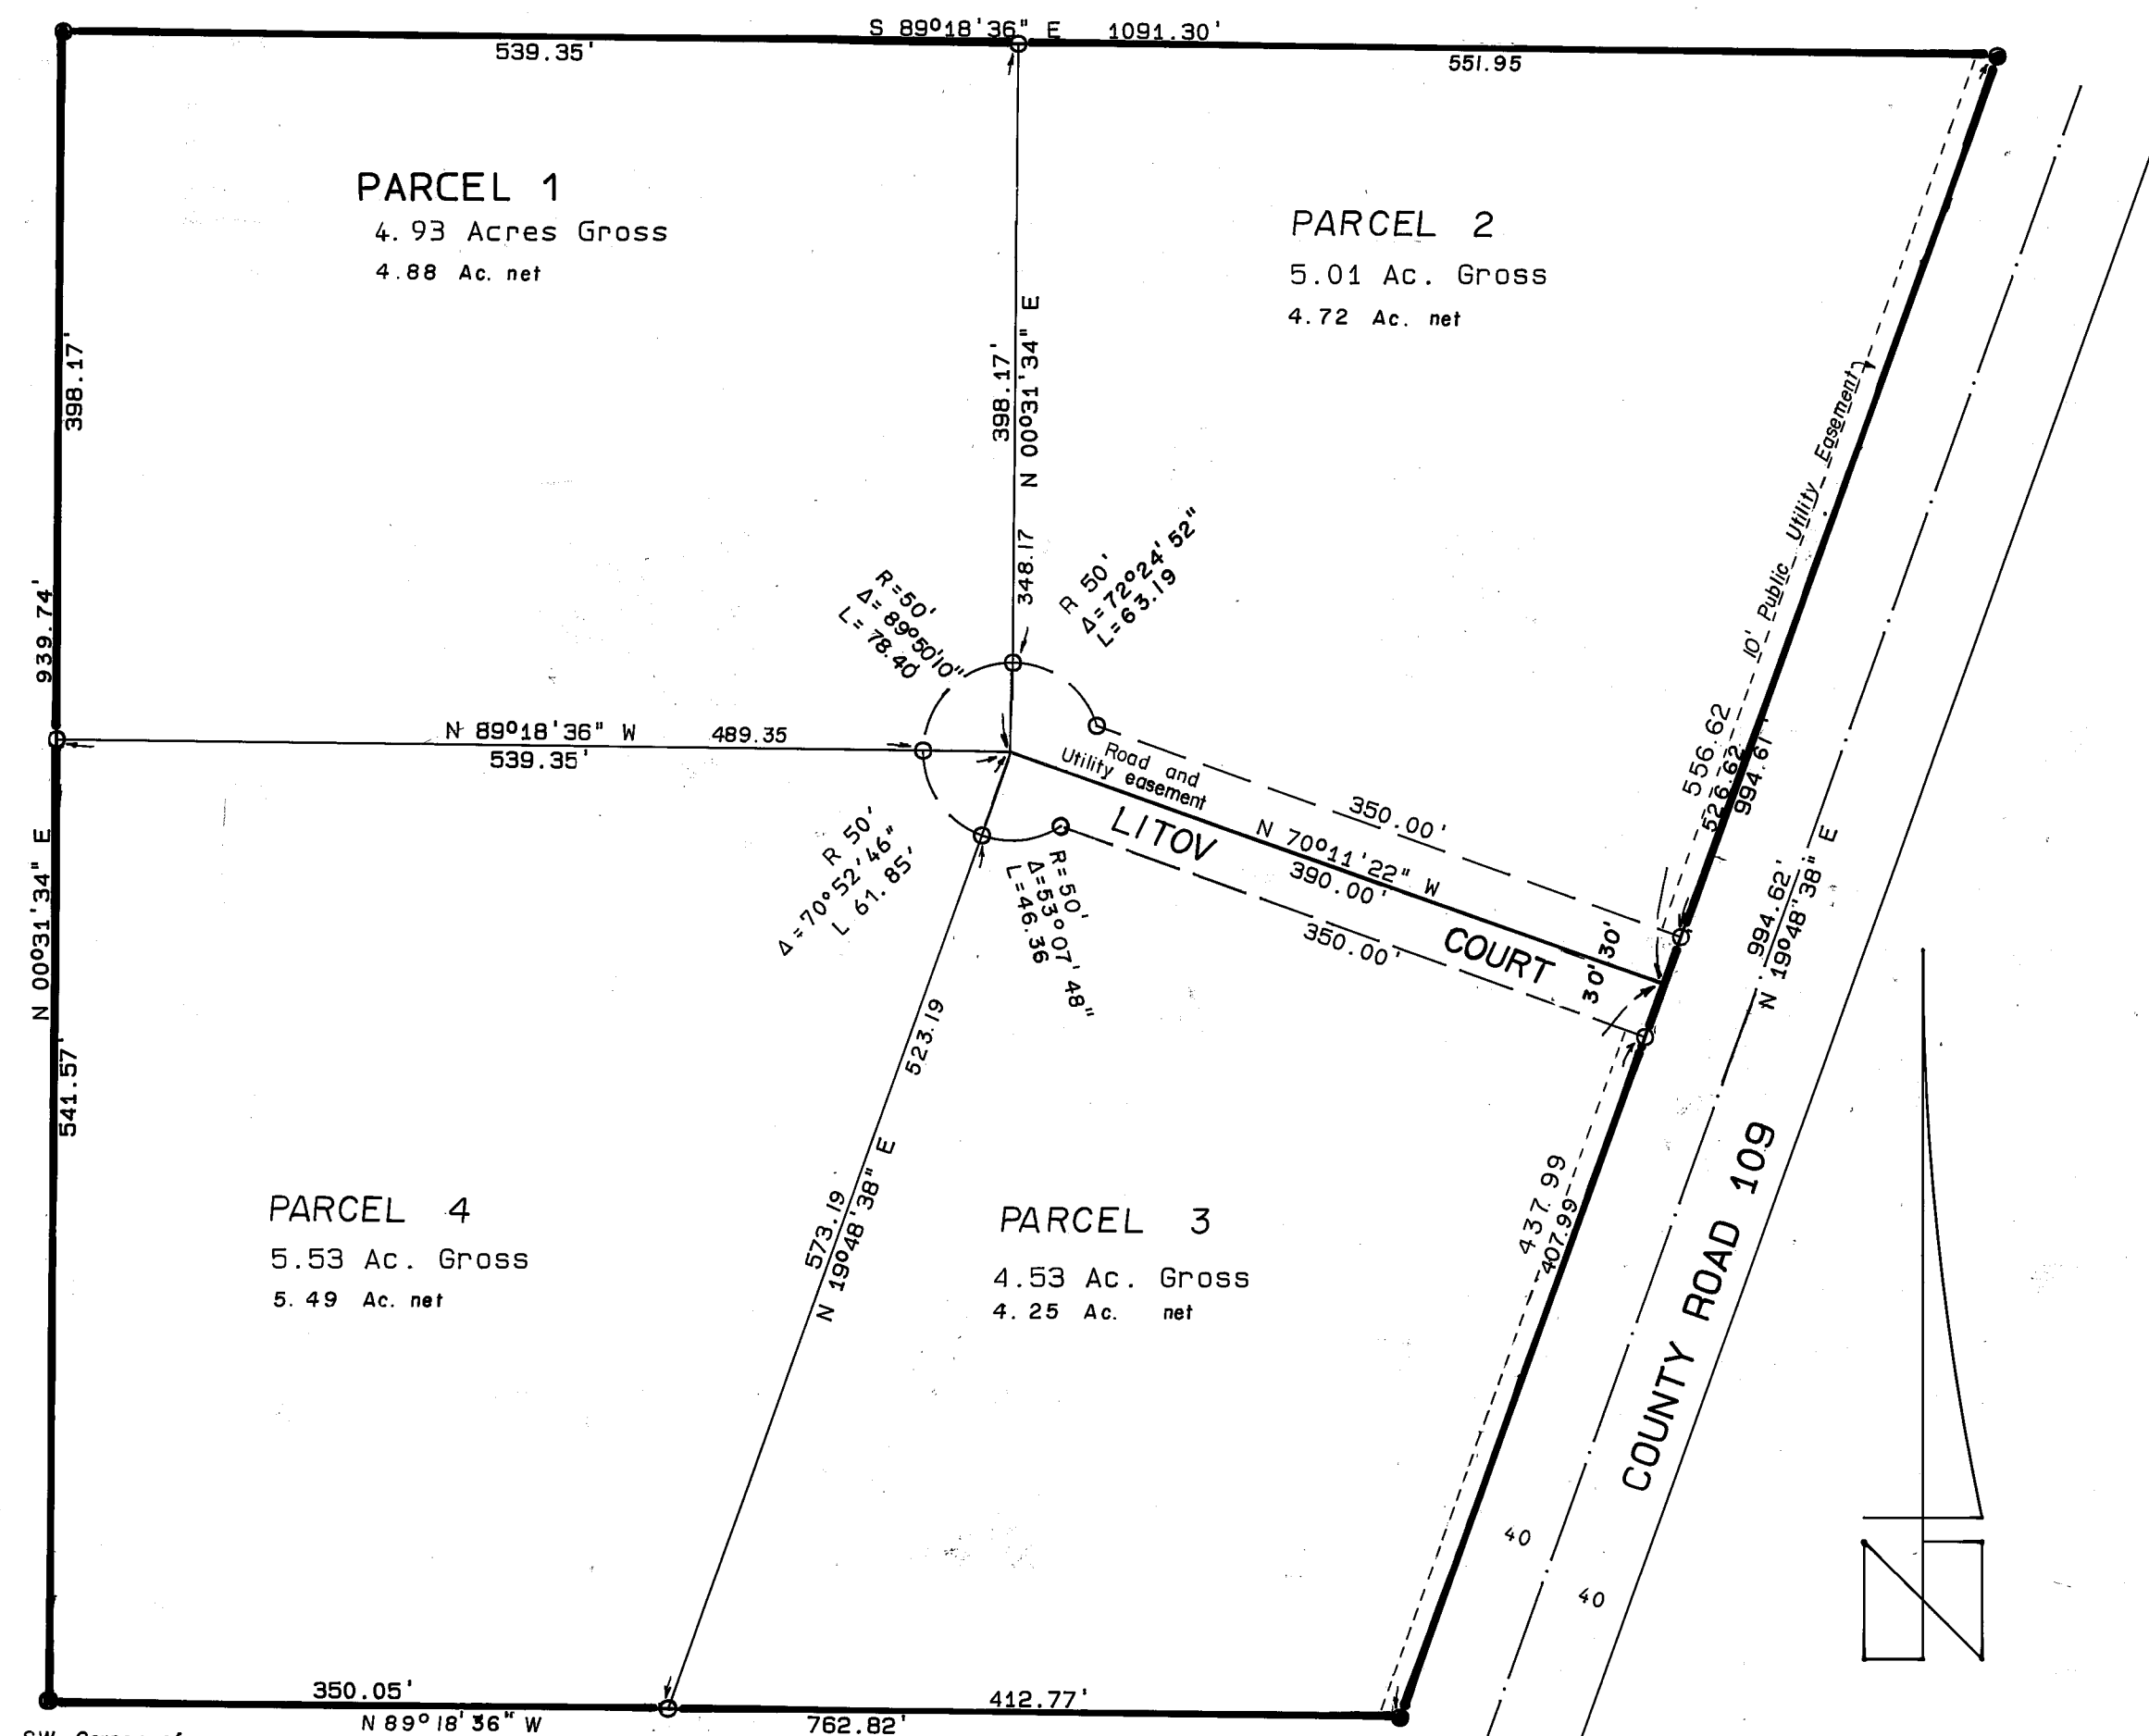 S 89°18'36" E 1091.30'
539.35'
551.95
PARCEL 1
4.93 Acres Gross
4.88 Ac. net
PARCEL 2
5.01 Ac. Gross
4.72 Ac. net
398.17'
398.17'
N 00°31'34" E
348.17
10' Public Utility Easement
R=50'
Δ=89°50'10"
L=78.40
R 50'
Δ=72°24'52"
L=63.19
939.74'
N 00°31'34" E
541.57'
N 89°18'36" W 489.35
539.35'
Road and
Utility easement
350.00'
LITOV COURT
N 70°11'22" W
390.00'
350.00'
30' 30'
556.62
526.62
994.61'
994.62'
N 19°48'38" E
R 50'
Δ=70°52'46"
L 61.85'
R=50'
Δ=53°07'48"
L=46.36
523.19
573.19
N 19°48'38" E
437.99
407.99
COUNTY ROAD 109
PARCEL 4
5.53 Ac. Gross
5.49 Ac. net
PARCEL 3
4.53 Ac. Gross
4.25 Ac. net
40
40
N
350.05'
412.77'
N 89°18'36" W 762.82'
SW Corner of